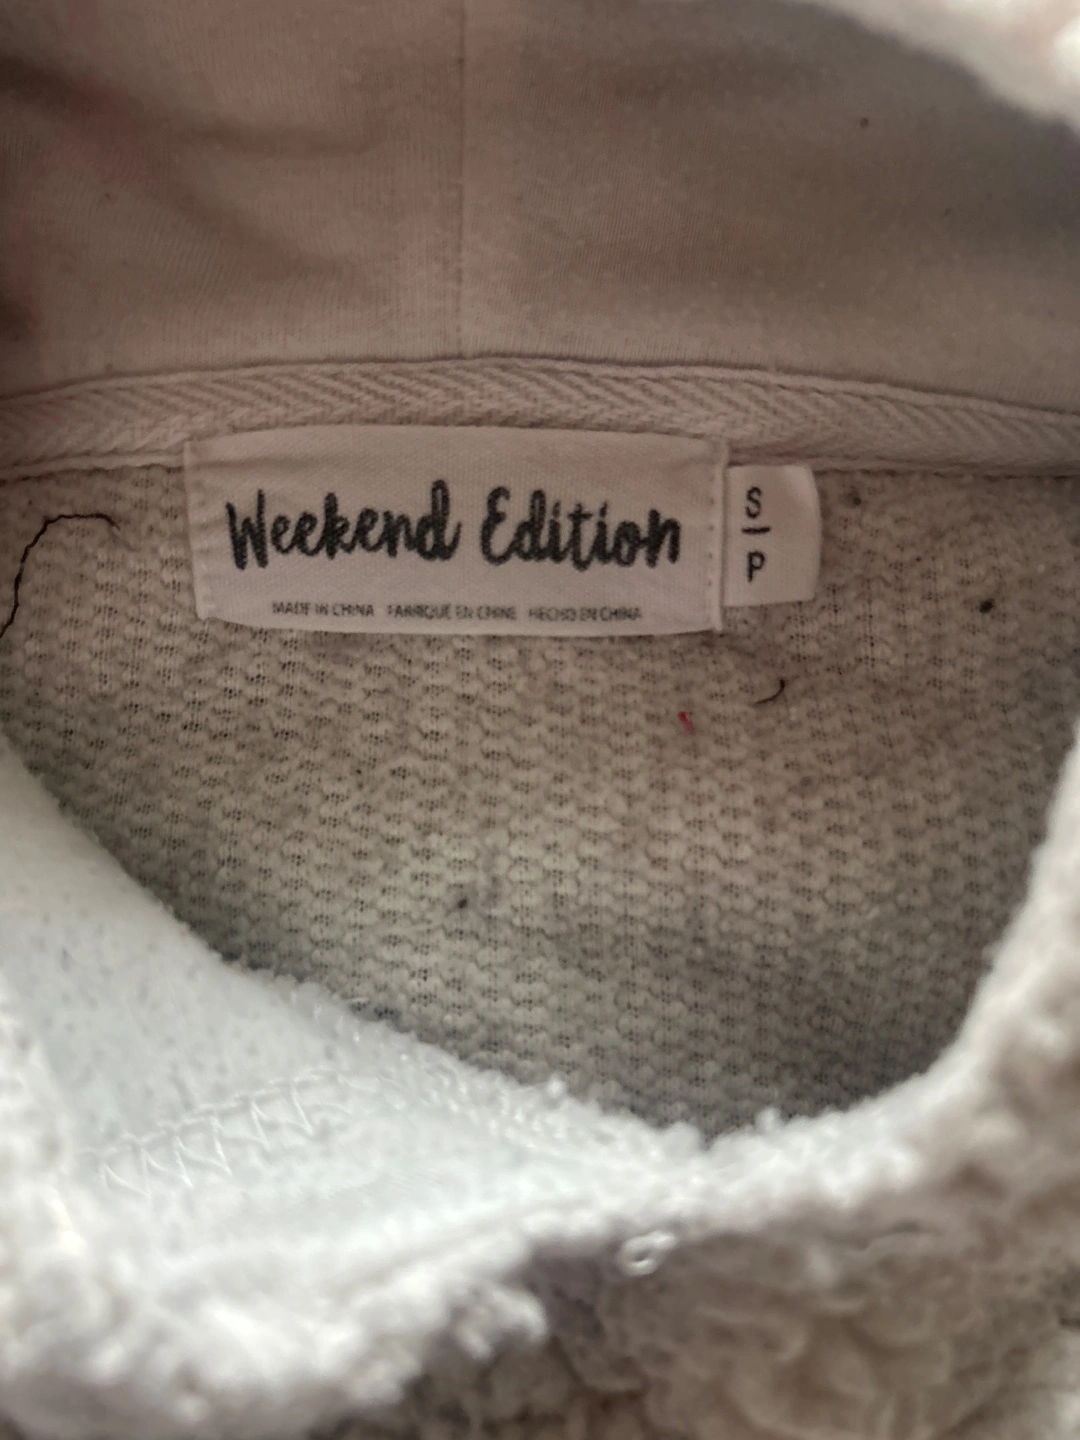 Weekend Edition
MADE IN CHINA FABRIQUÉ EN CHINE HECHO EN CHINA
S
P